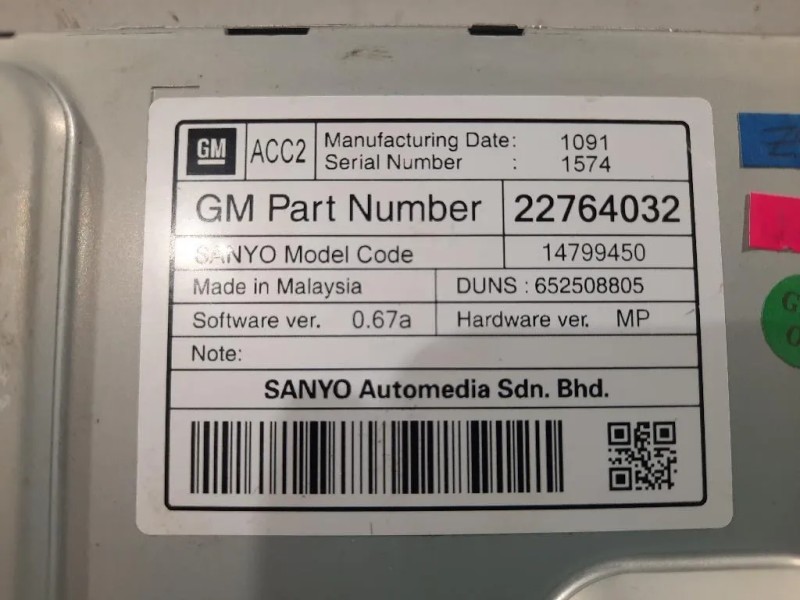 GM
ACC2
Manufacturing Date: 1091
Serial Number : 1574
GM Part Number 22764032
SANYO Model Code 14799450
Made in Malaysia DUNS : 652508805
Software ver. 0.67a Hardware ver. MP
Note:
SANYO Automedia Sdn. Bhd.